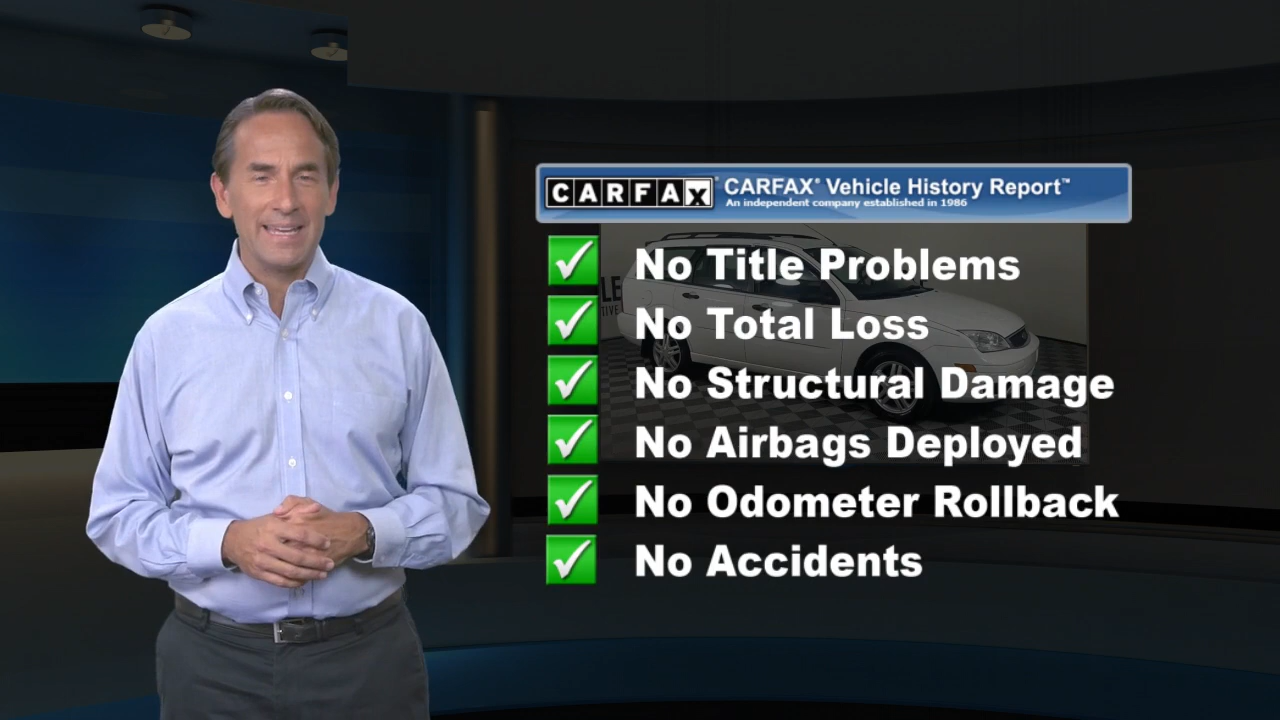 CARFAX® CARFAX® Vehicle History Report™
An independent company established in 1986
No Title Problems
No Total Loss
No Structural Damage
No Airbags Deployed
No Odometer Rollback
No Accidents